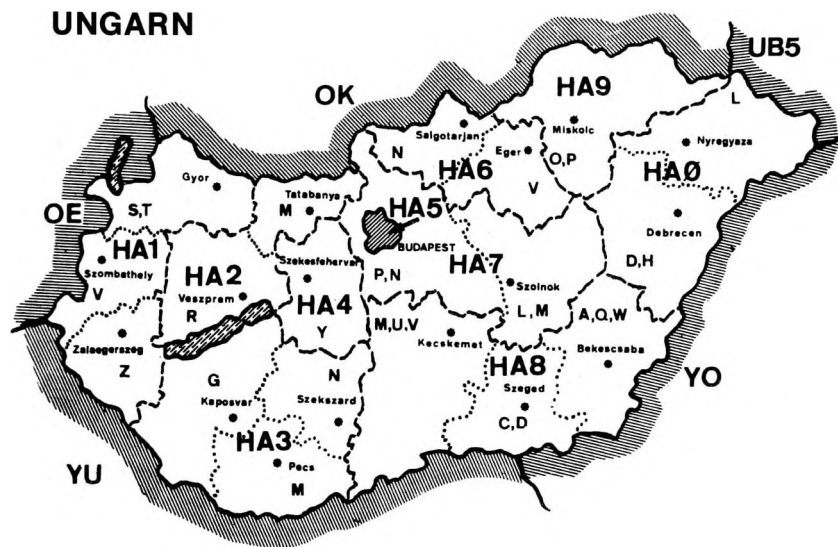 UNGARN
UB5
OK
HA9
L
Salgotarjan
Miskolc
Nyregyaza
N
Eger
O,P
HA6
HAØ
Gyor
V
Tatabanya
M
HA5
OE
S,T
Debrecen
BUDAPEST
HA1
Szekesfehervar
D,H
Szombathely
HA2
P,N
HA7
Szolnok
V
Veszprem
HA4
R
L,M
A,Q,W
Zalaegerszeg
Y
M,U,V
Kecskemet
Bekescsaba
Z
HA8
YO
G
N
Szeged
Kaposvar
Szekszard
C,D
HA3
YU
Pecs
M